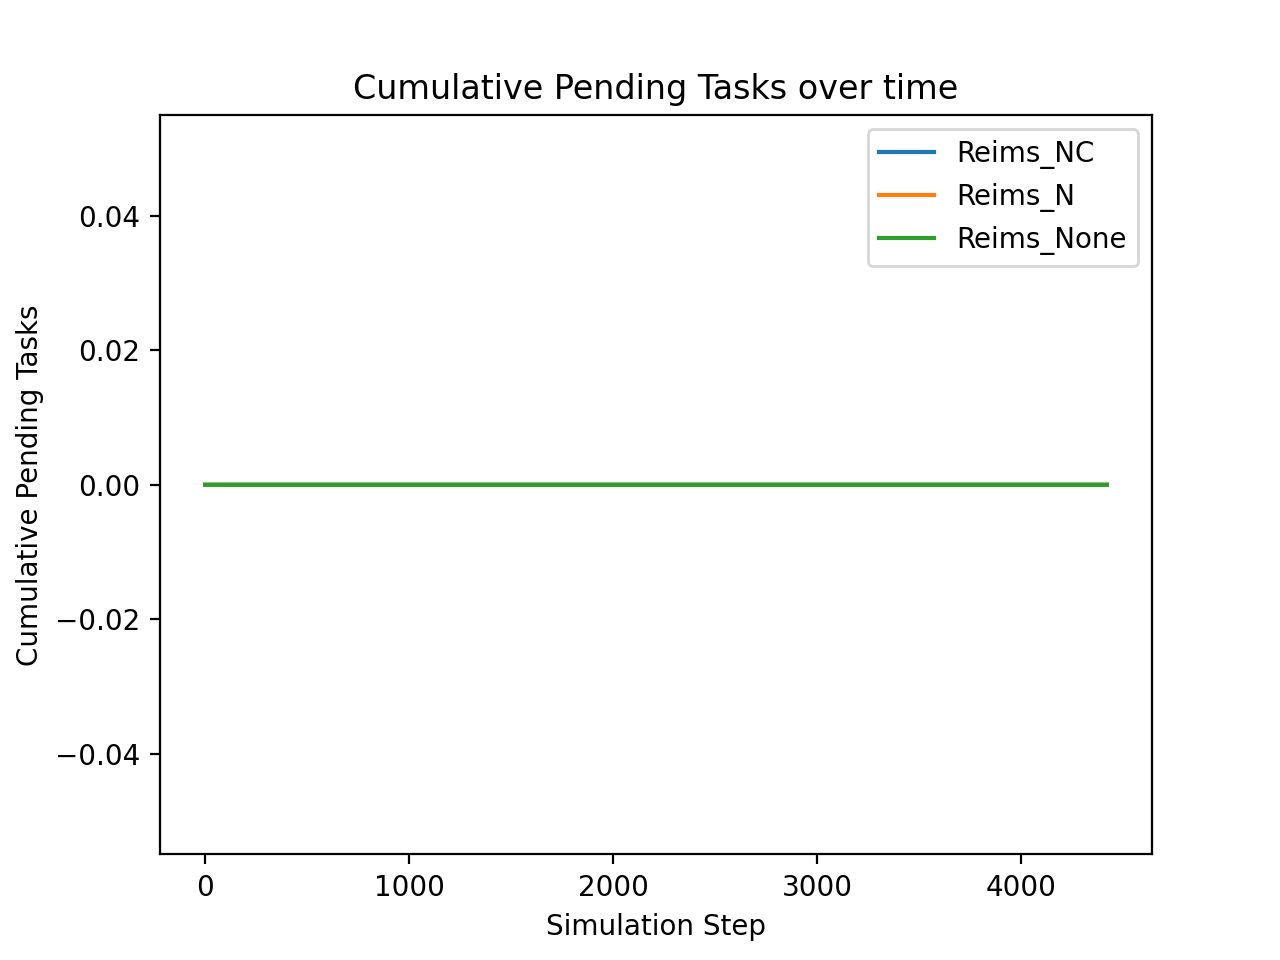 Cumulative Pending Tasks over time
Reims_NC
Reims_N
Reims_None
Cumulative Pending Tasks
0.04
0.02
0.00
−0.02
−0.04
0 1000 2000 3000 4000
Simulation Step